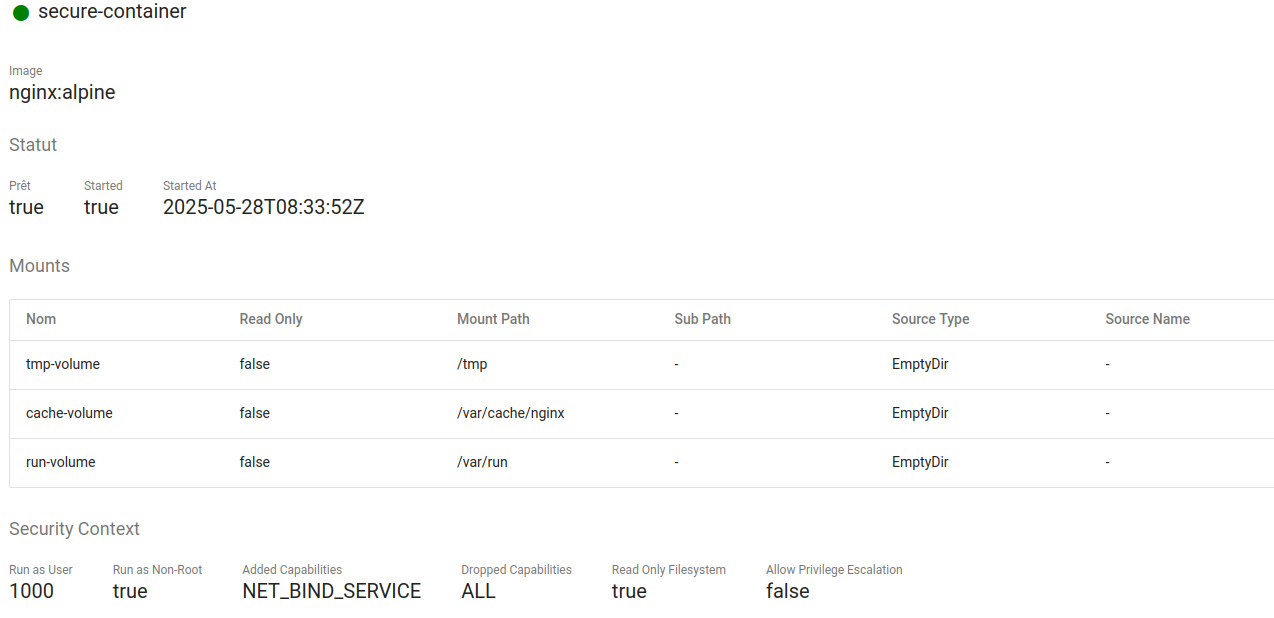 secure-container
Image
nginx:alpine
Statut
Prêt Started Started At
true true 2025-05-28T08:33:52Z
Mounts
Nom Read Only Mount Path Sub Path Source Type Source Name
tmp-volume false /tmp - EmptyDir -
cache-volume false /var/cache/nginx - EmptyDir -
run-volume false /var/run - EmptyDir -
Security Context
Run as User Run as Non-Root Added Capabilities Dropped Capabilities Read Only Filesystem Allow Privilege Escalation
1000 true NET_BIND_SERVICE ALL true false